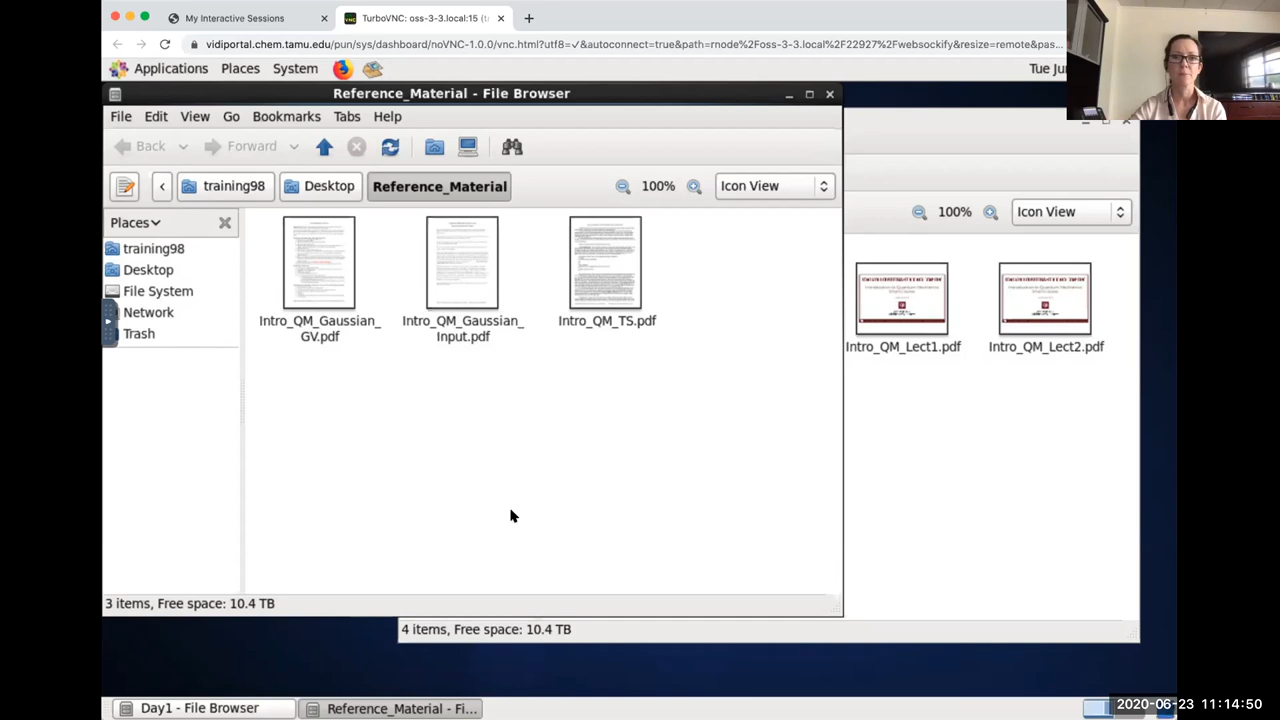 My Interactive Sessions
TurboVNC: oss-3-3.local:15 (t
vidiportal.chem.tamu.edu/pun/sys/dashboard/noVNC-1.0.0/vnc.html?utf8=✓&autoconnect=true&path=rnode%2Foss-3-3.local%2F22927%2Fwebsockify&resize=remote&pas...
Applications Places System
Tue Jun
Reference_Material - File Browser
File Edit View Go Bookmarks Tabs Help
Back Forward
training98 Desktop Reference_Material 100% Icon View
100% Icon View
Places
training98
Desktop
File System
Network
Trash
Intro_QM_Gaussian_
GV.pdf
Intro_QM_Gaussian_
Input.pdf
Intro_QM_TS.pdf
Intro_QM_Lect1.pdf
Intro_QM_Lect2.pdf
3 items, Free space: 10.4 TB
4 items, Free space: 10.4 TB
Day1 - File Browser
Reference_Material - Fi...
2020-06-23 11:14:50